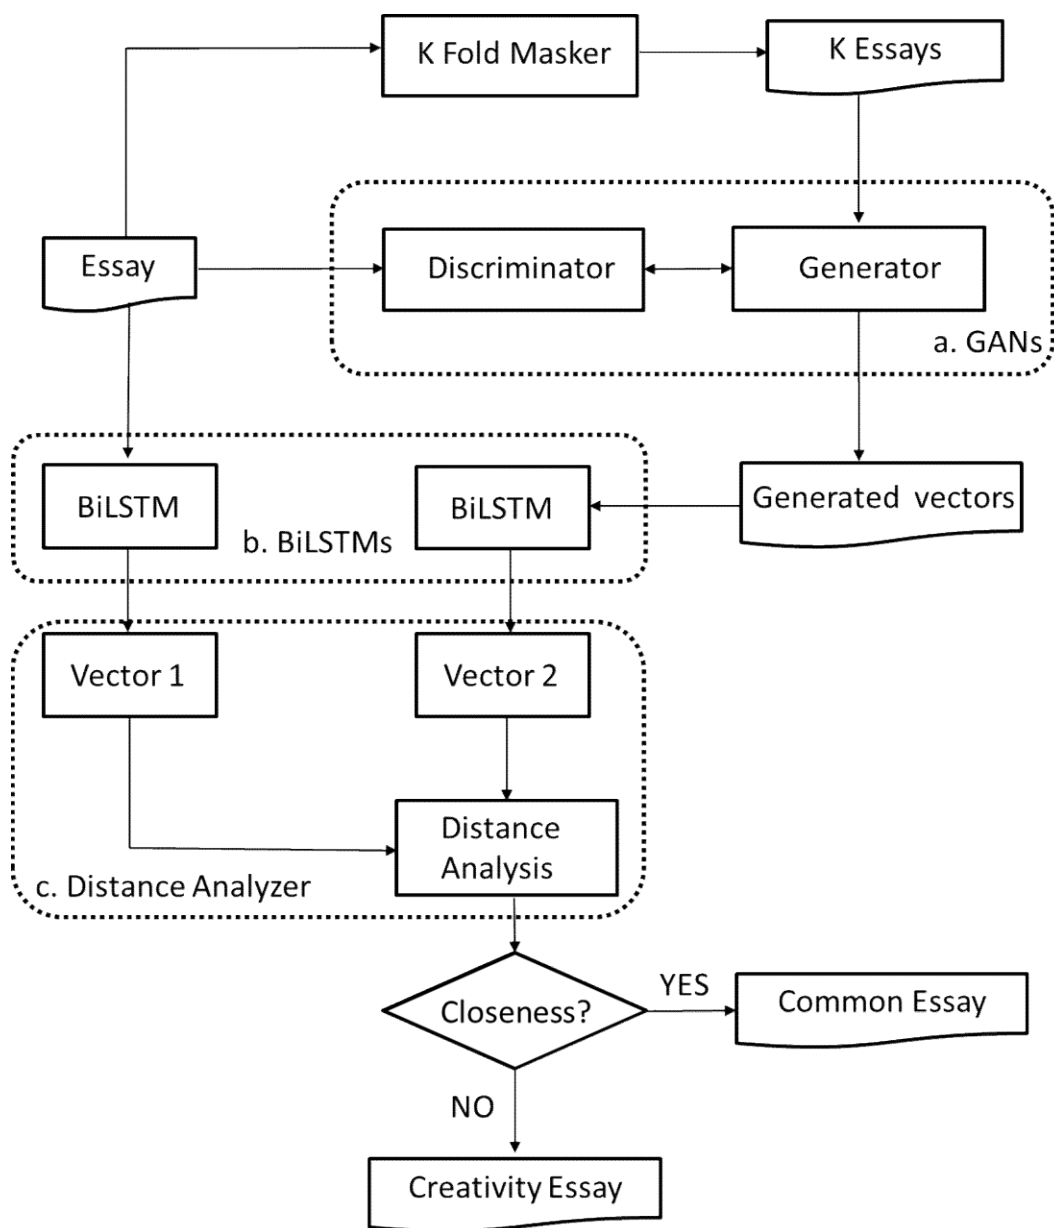 K Fold Masker
K Essays
Essay
Discriminator
Generator
a. GANs
BiLSTM
BiLSTM
Generated vectors
b. BiLSTMs
Vector 1
Vector 2
Distance
Analysis
c. Distance Analyzer
Closeness?
YES
Common Essay
NO
Creativity Essay